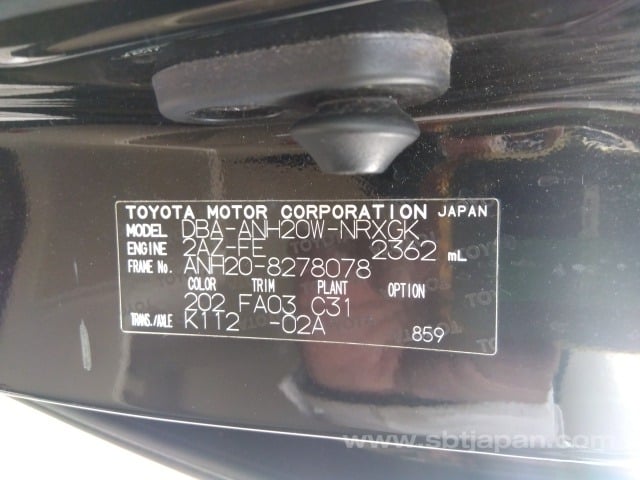 TOYOTA MOTOR CORPORATION JAPAN
MODEL DBA-ANH20W-NRXGK
ENGINE 2AZ-FE 2362 mL
FRAME No. ANH20-8278078
COLOR TRIM PLANT OPTION
202 FA03 C31
TRANS./AXLE K112 -02A 859
www.sbtjapan.com